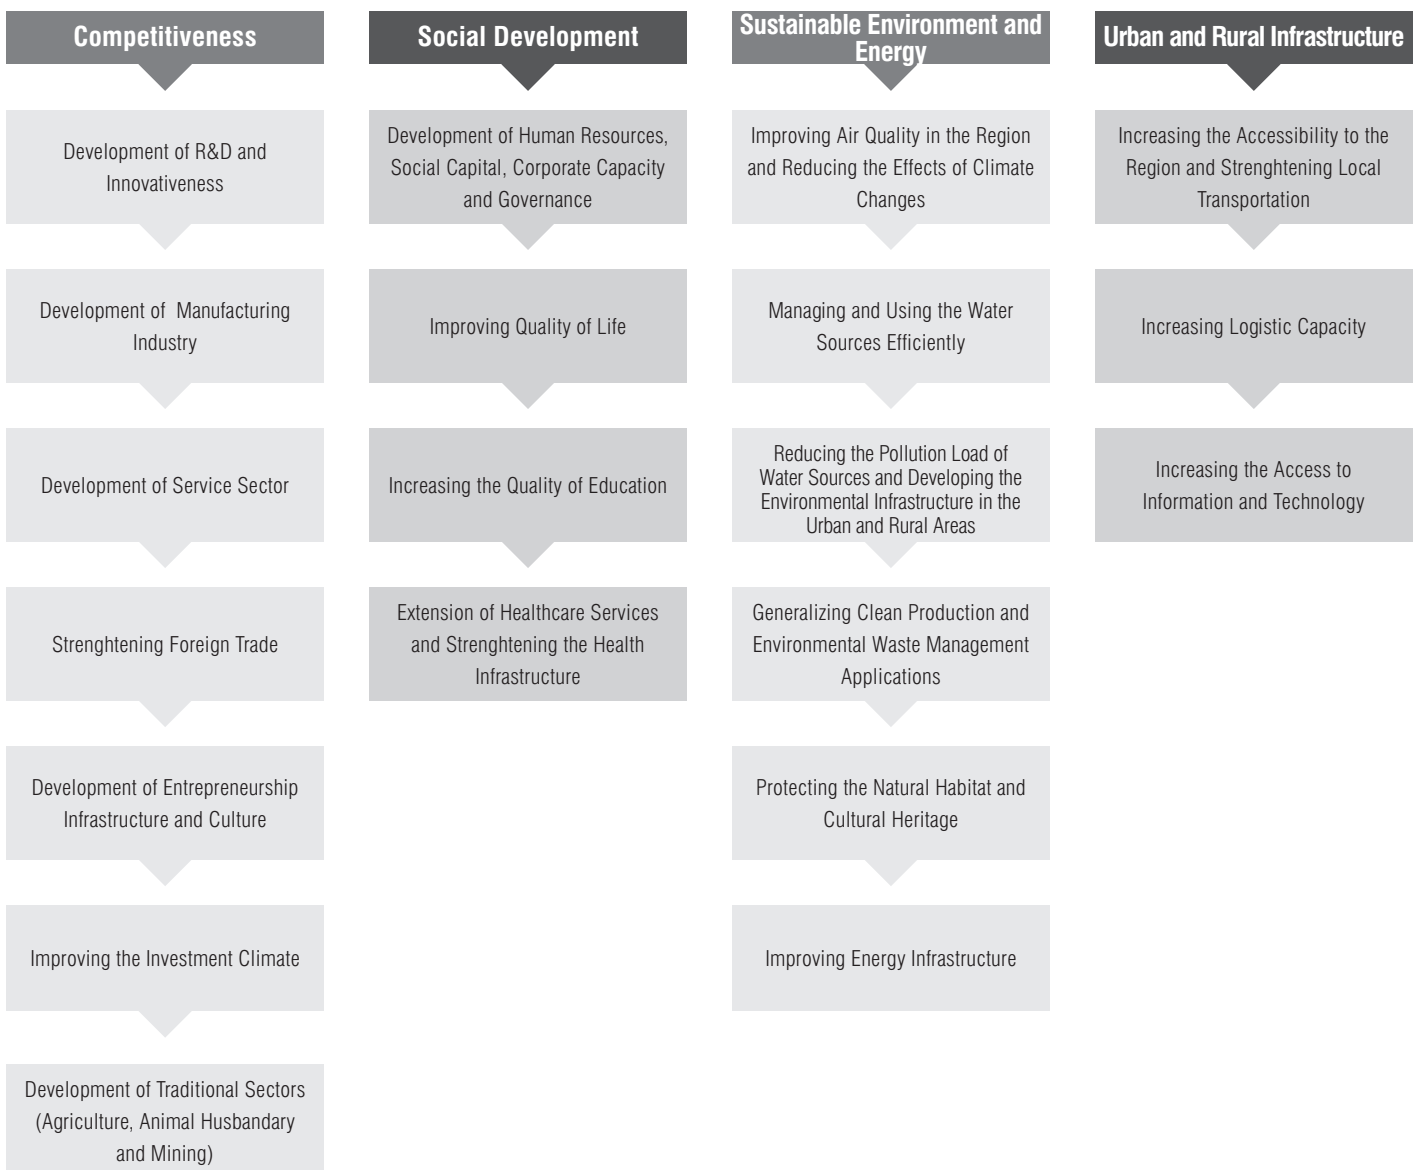 Competitiveness
Development of R&D and
Innovativeness
Development of  Manufacturing
Industry
Development of Service Sector
Strenghtening Foreign Trade
Development of Entrepreneurship
Infrastructure and Culture
Improving the Investment Climate
Development of Traditional Sectors
(Agriculture, Animal Husbandary
and Mining)
Social Development
Development of Human Resources,
Social Capital, Corporate Capacity
and Governance
Improving Quality of Life
Increasing the Quality of Education
Extension of Healthcare Services
and Strenghtening the Health
Infrastructure
Sustainable Environment and
Energy
Improving Air Quality in the Region
and Reducing the Effects of Climate
Changes
Managing and Using the Water
Sources Efficiently
Reducing the Pollution Load of
Water Sources and Developing the
Environmental Infrastructure in the
Urban and Rural Areas
Generalizing Clean Production and
Environmental Waste Management
Applications
Protecting the Natural Habitat and
Cultural Heritage
Improving Energy Infrastructure
Urban and Rural Infrastructure
Increasing the Accessibility to the
Region and Strenghtening Local
Transportation
Increasing Logistic Capacity
Increasing the Access to
Information and Technology